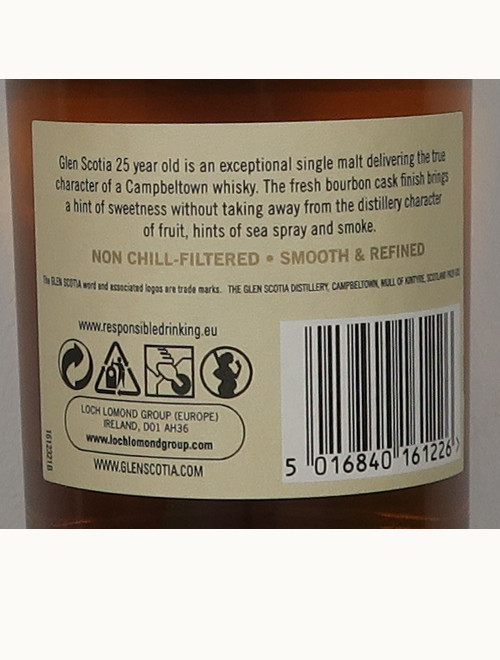 Glen Scotia 25 year old is an exceptional single malt delivering the true
character of a Campbeltown whisky. The fresh bourbon cask finish brings
a hint of sweetness without taking away from the distillery character
of fruit, hints of sea spray and smoke.
NON CHILL-FILTERED • SMOOTH & REFINED
The GLEN SCOTIA word and associated logos are trade marks. THE GLEN SCOTIA DISTILLERY, CAMPBELTOWN, MULL OF KINTYRE, SCOTLAND
www.responsibledrinking.eu
LOCH LOMOND GROUP (EUROPE)
IRELAND, D01 AH36
www.lochlomondgroup.com
WWW.GLENSCOTIA.COM
5 016840 161226 >